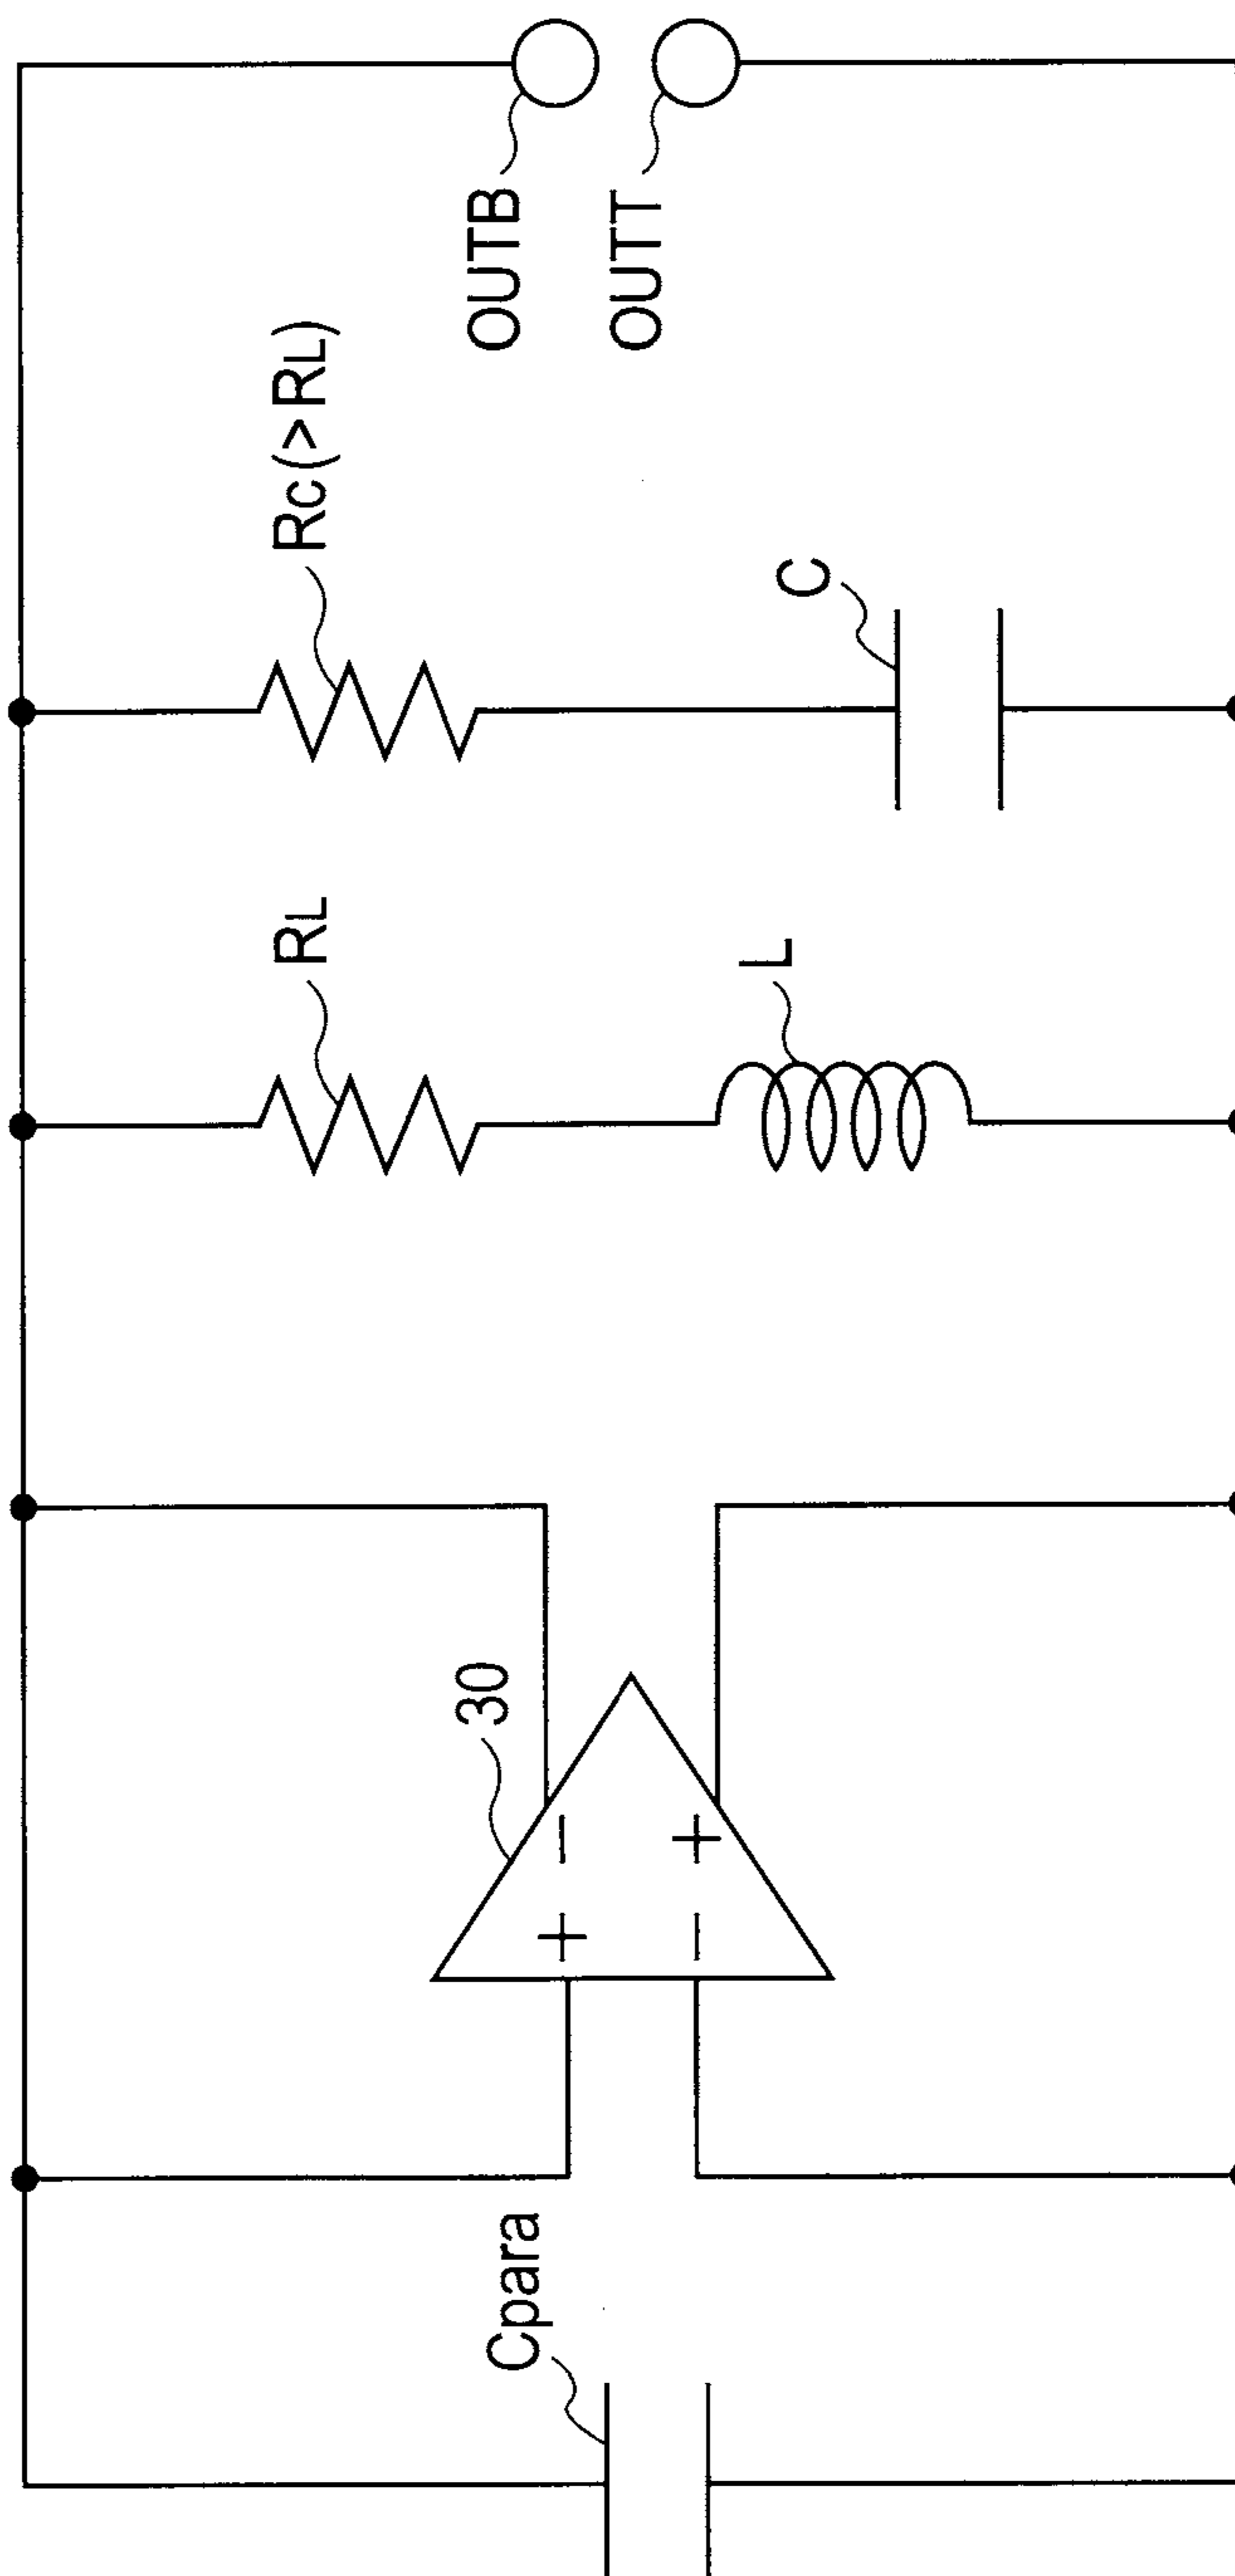 Cpara
30
RL
L
Rc(>RL)
C
OUTB
OUTT
+
−
−
+